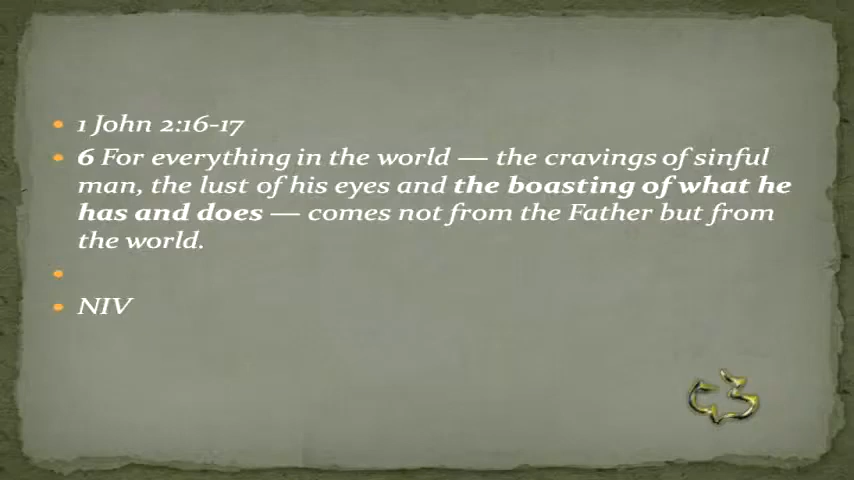 1 John 2:16-17
6 For everything in the world — the cravings of sinful
man, the lust of his eyes and the boasting of what he
has and does — comes not from the Father but from
the world.
NIV